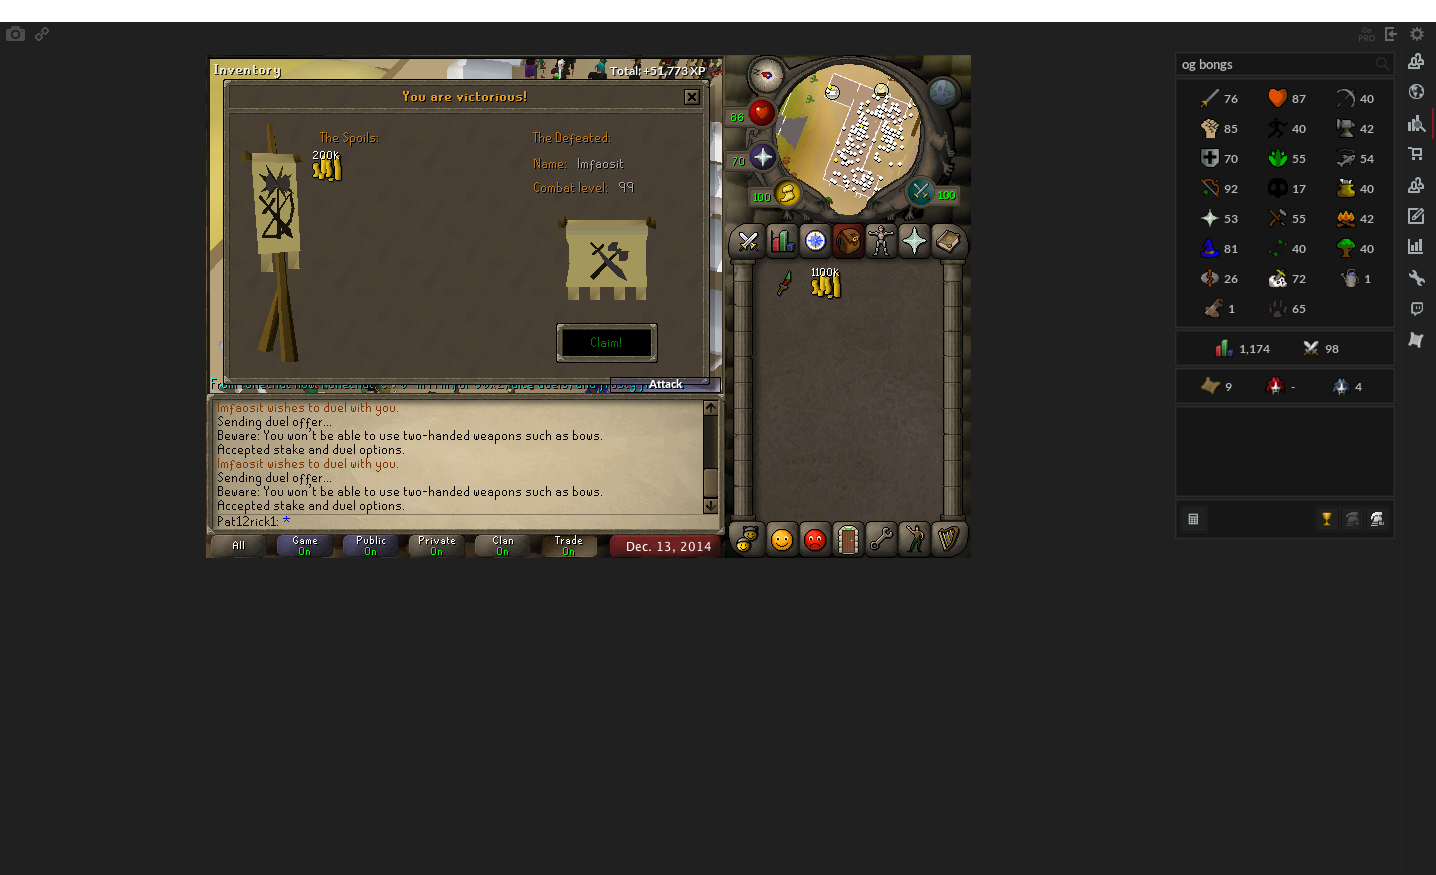 Go
PRO
og bongs
Inventory
Total: +51,773 XP
You are victorious!
The Spoils:
200k
The Defeated:
Name: lmfaosit
Combat level: 99
Claim!
Attack
86
70
100
100
1100k
lmfaosit wishes to duel with you.
Sending duel offer...
Beware: You won't be able to use two-handed weapons such as bows.
Accepted stake and duel options.
lmfaosit wishes to duel with you.
Sending duel offer...
Beware: You won't be able to use two-handed weapons such as bows.
Accepted stake and duel options.
Pat12rick1: *
All
Game
On
Public
On
Private
On
Clan
On
Trade
On
Dec. 13, 2014
76 87 40
85 40 42
70 55 54
92 17 40
53 55 42
81 40 40
26 72 1
1 65
1,174 98
9 - 4